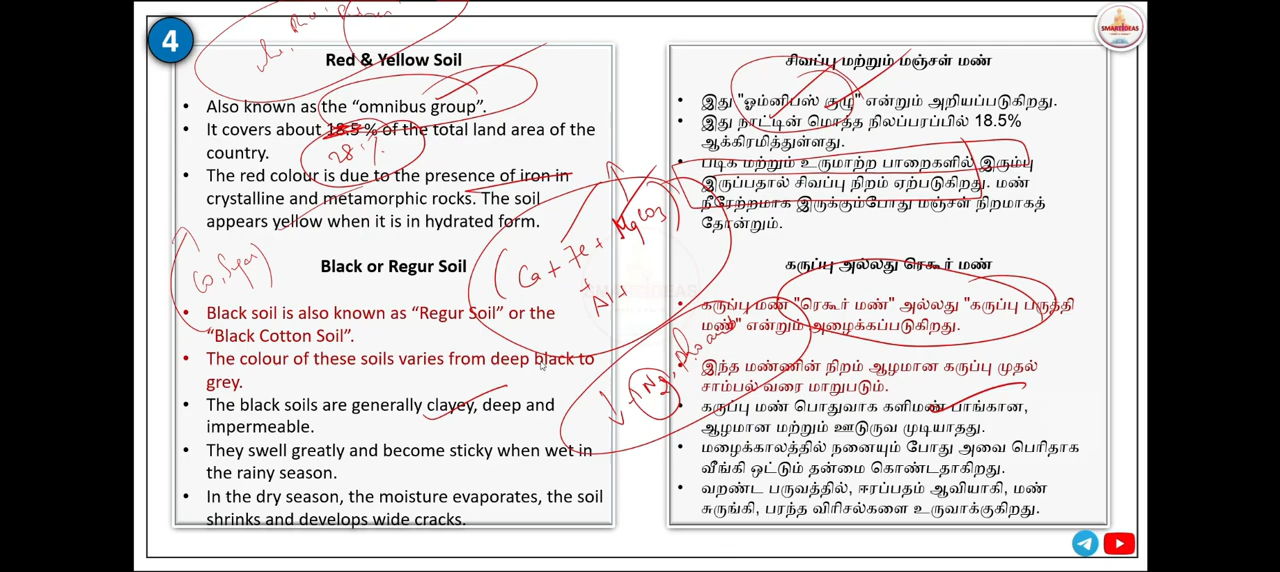 4
SMART IDEAS
Red & Yellow Soil
• Also known as the “omnibus group”.
• It covers about 18.5 % of the total land area of the
country.
28 %
• The red colour is due to the presence of iron in
crystalline and metamorphic rocks. The soil
appears yellow when it is in hydrated form.
(Ca + Fe + MgCO3)
+ Al +
Black or Regur Soil
• Black soil is also known as “Regur Soil” or the
“Black Cotton Soil”.
• The colour of these soils varies from deep black to
grey.
• The black soils are generally clayey, deep and
impermeable.
• They swell greatly and become sticky when wet in
the rainy season.
• In the dry season, the moisture evaporates, the soil
shrinks and develops wide cracks.
சிவப்பு மற்றும் மஞ்சள் மண்
• இது "ஓம்னிபஸ் குழு" என்றும் அறியப்படுகிறது.
• இது நாட்டின் மொத்த நிலப்பரப்பில் 18.5%
ஆக்கிரமித்துள்ளது.
• படிக மற்றும் உருமாற்ற பாறைகளில் இரும்பு
இருப்பதால் சிவப்பு நிறம் ஏற்படுகிறது. மண்
நீரேற்றமாக இருக்கும்போது மஞ்சள் நிறமாகத்
தோன்றும்.
கருப்பு அல்லது ரெகூர் மண்
• கருப்பு மண் "ரெகூர் மண்" அல்லது "கருப்பு பருத்தி
மண்" என்றும் அழைக்கப்படுகிறது.
• இந்த மண்ணின் நிறம் ஆழமான கருப்பு முதல்
சாம்பல் வரை மாறுபடும்.
• கருப்பு மண் பொதுவாக களிமண் பாங்கான,
ஆழமான மற்றும் ஊடுருவ முடியாதது.
• மழைக்காலத்தில் நனையும் போது அவை பெரிதாக
வீங்கி ஒட்டும் தன்மை கொண்டதாகிறது.
• வறண்ட பருவத்தில், ஈரப்பதம் ஆவியாகி, மண்
சுருங்கி, பரந்த விரிசல்களை உருவாக்குகிறது.